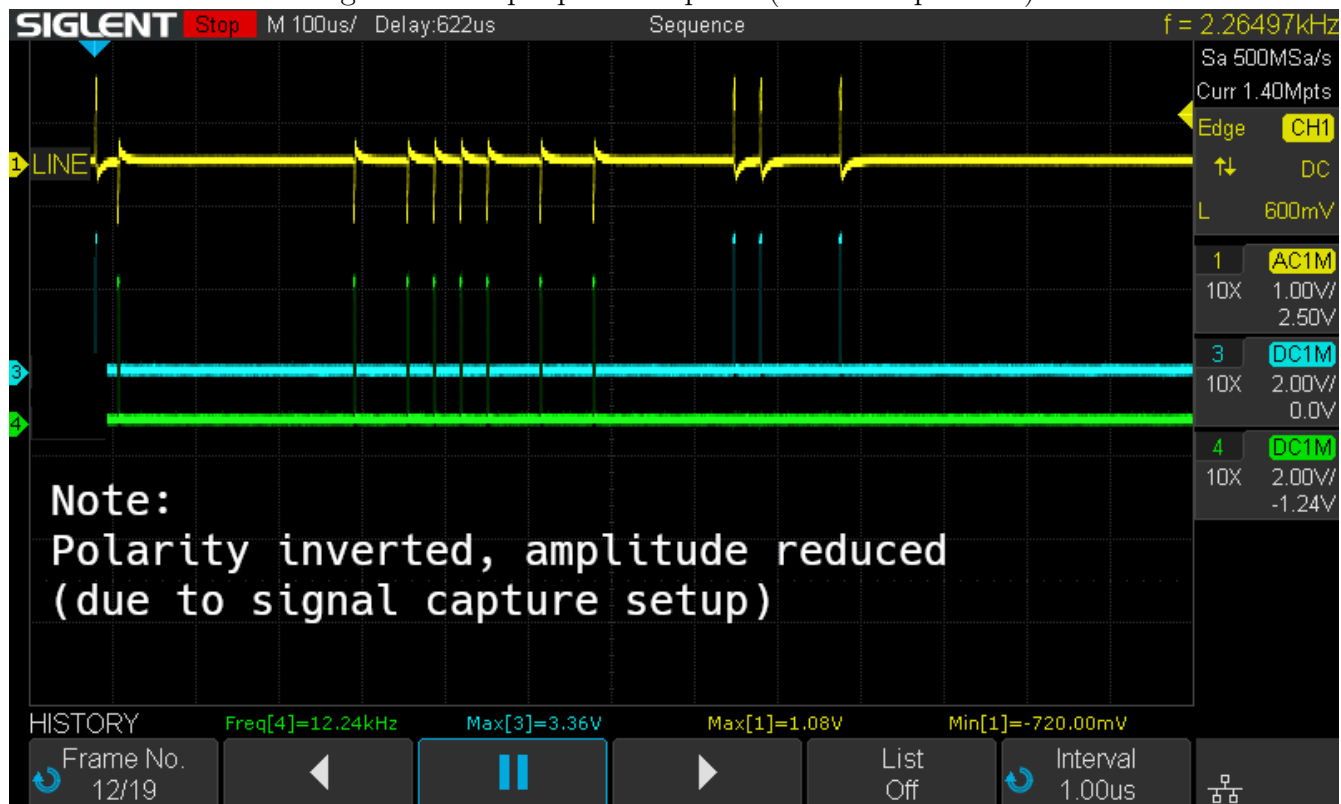 SIGLENT Stop M 100us/ Delay:622us Sequence f = 2.26497kHz
Sa 500MSa/s
Curr 1.40Mpts
Edge CH1
DC
L 600mV
1 LINE
1 AC1M
10X 1.00V/
2.50V
3
3 DC1M
10X 2.00V/
0.0V
4
4 DC1M
10X 2.00V/
-1.24V
Note:
Polarity inverted, amplitude reduced
(due to signal capture setup)
HISTORY Freq[4]=12.24kHz Max[3]=3.36V Max[1]=1.08V Min[1]=-720.00mV
Frame No. List Interval
12/19 Off 1.00us